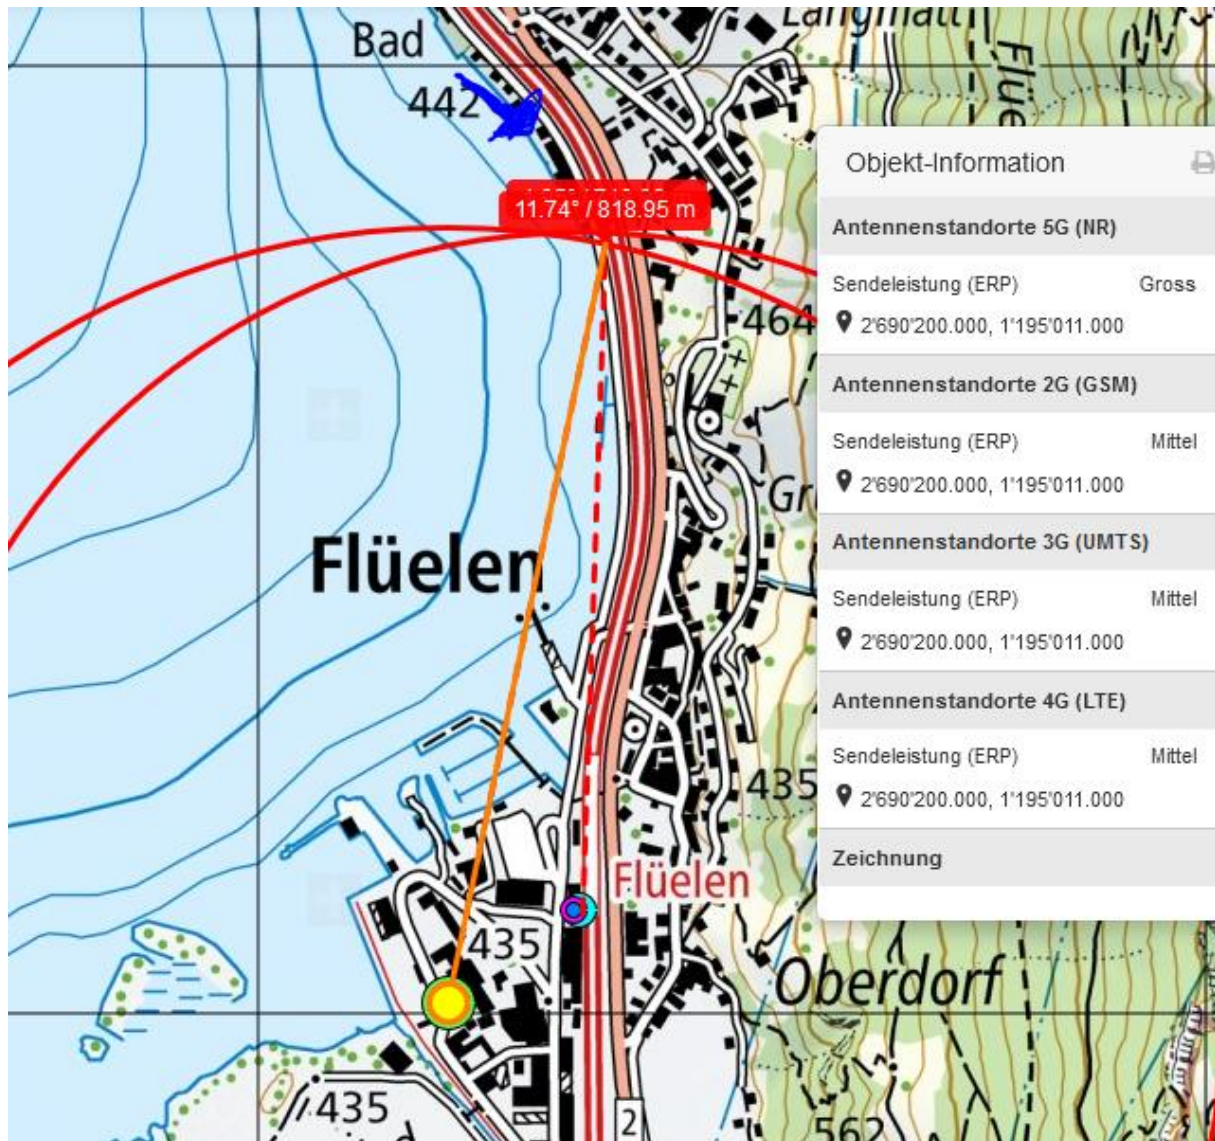 Langmatt
Bad
442
Flüe
Objekt-Information
Antennenstandorte 5G (NR)
Sendeleistung (ERP) Gross
2'690'200.000, 1'195'011.000
11.74° / 818.95 m
464
Antennenstandorte 2G (GSM)
Sendeleistung (ERP) Mittel
2'690'200.000, 1'195'011.000
Gr
Antennenstandorte 3G (UMTS)
Flüelen
Sendeleistung (ERP) Mittel
2'690'200.000, 1'195'011.000
Antennenstandorte 4G (LTE)
Sendeleistung (ERP) Mittel
435
2'690'200.000, 1'195'011.000
Zeichnung
Flüelen
435
Oberdorf
435
2
562